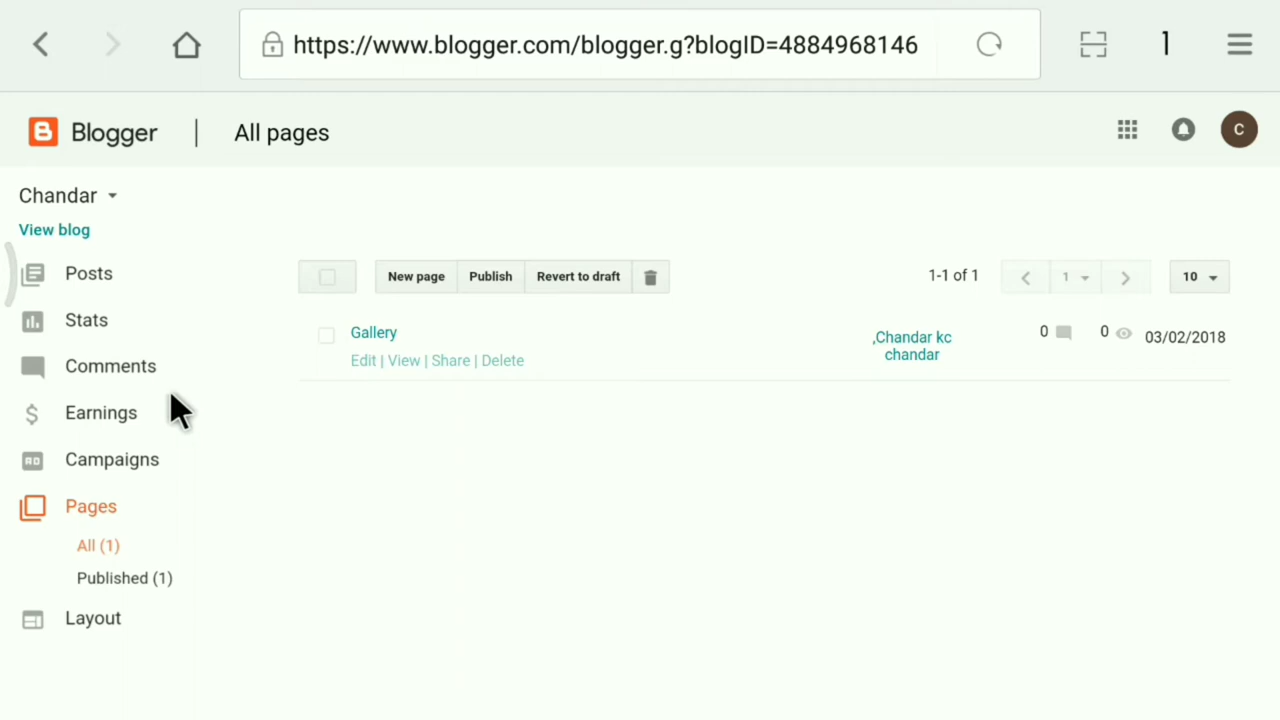 https://www.blogger.com/blogger.g?blogID=4884968146
1
Blogger | All pages
C
Chandar
View blog
Posts
Stats
Comments
Earnings
AD Campaigns
Pages
All (1)
Published (1)
Layout
New page Publish Revert to draft
1-1 of 1
1
10
Gallery
Edit | View | Share | Delete
,Chandar kc
chandar
0
0
03/02/2018